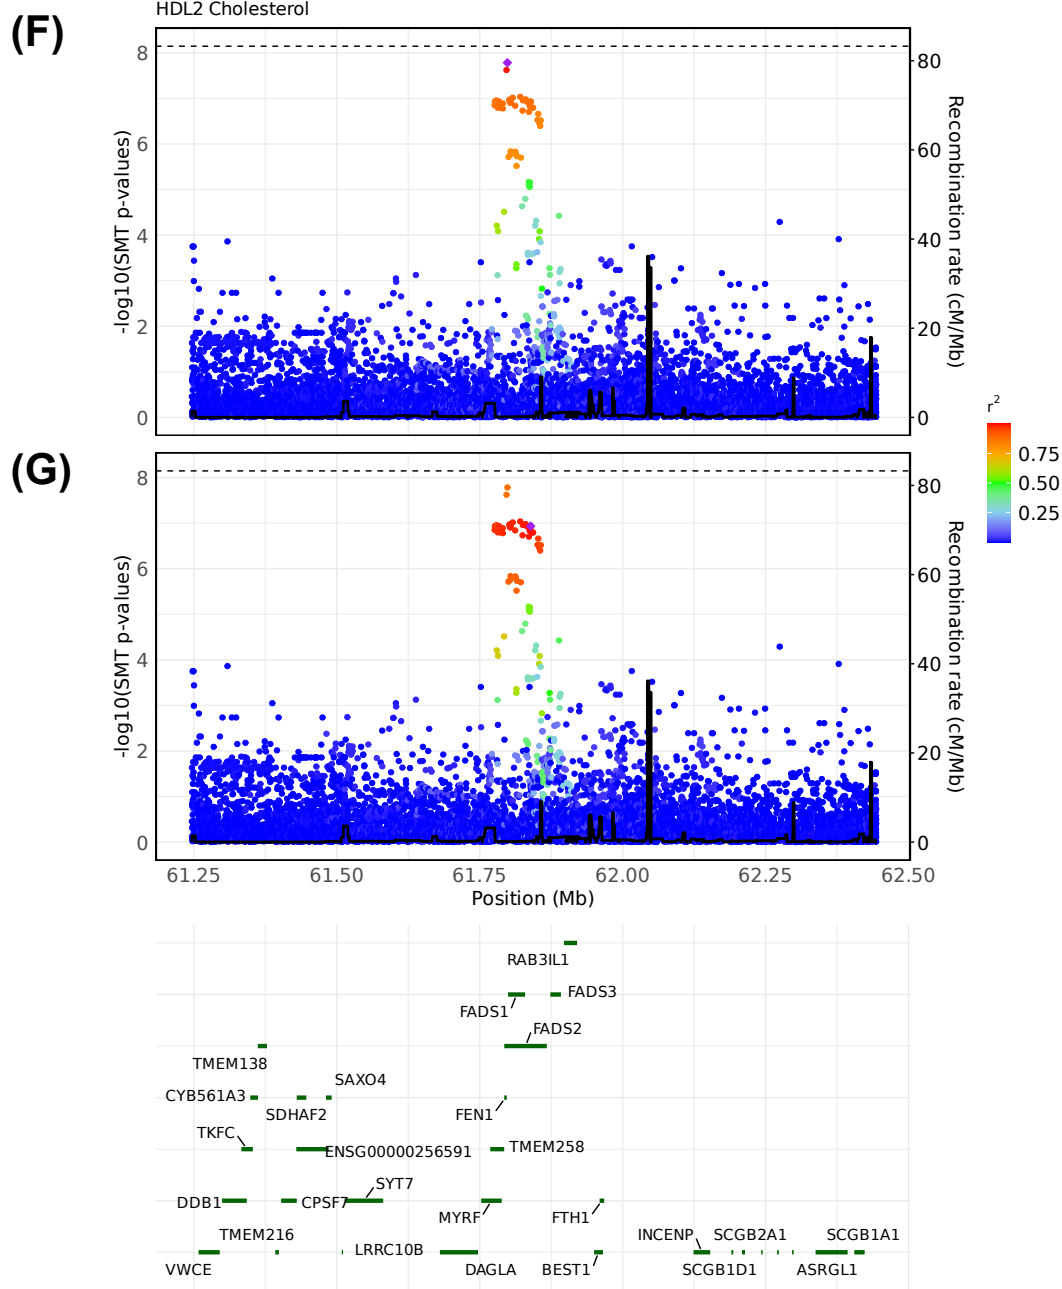 HDL2 Cholesterol
(F)
8
6
4
2
0
-log10(SMT p-values)
80
60
40
20
0
Recombination rate (cM/Mb)
r2
0.75
0.50
0.25
(G)
8
6
4
2
0
-log10(SMT p-values)
80
60
40
20
0
Recombination rate (cM/Mb)
61.25 61.50 61.75 62.00 62.25 62.50
Position (Mb)
RAB3IL1
FADS3
FADS1
FADS2
TMEM138
SAXO4
CYB561A3
SDHAF2
FEN1
TKFC
TMEM258
ENSG00000256591
SYT7
DDB1
CPSF7
MYRF
FTH1
TMEM216
INCENP
SCGB2A1
SCGB1A1
LRRC10B
VWCE
DAGLA
BEST1
SCGB1D1
ASRGL1